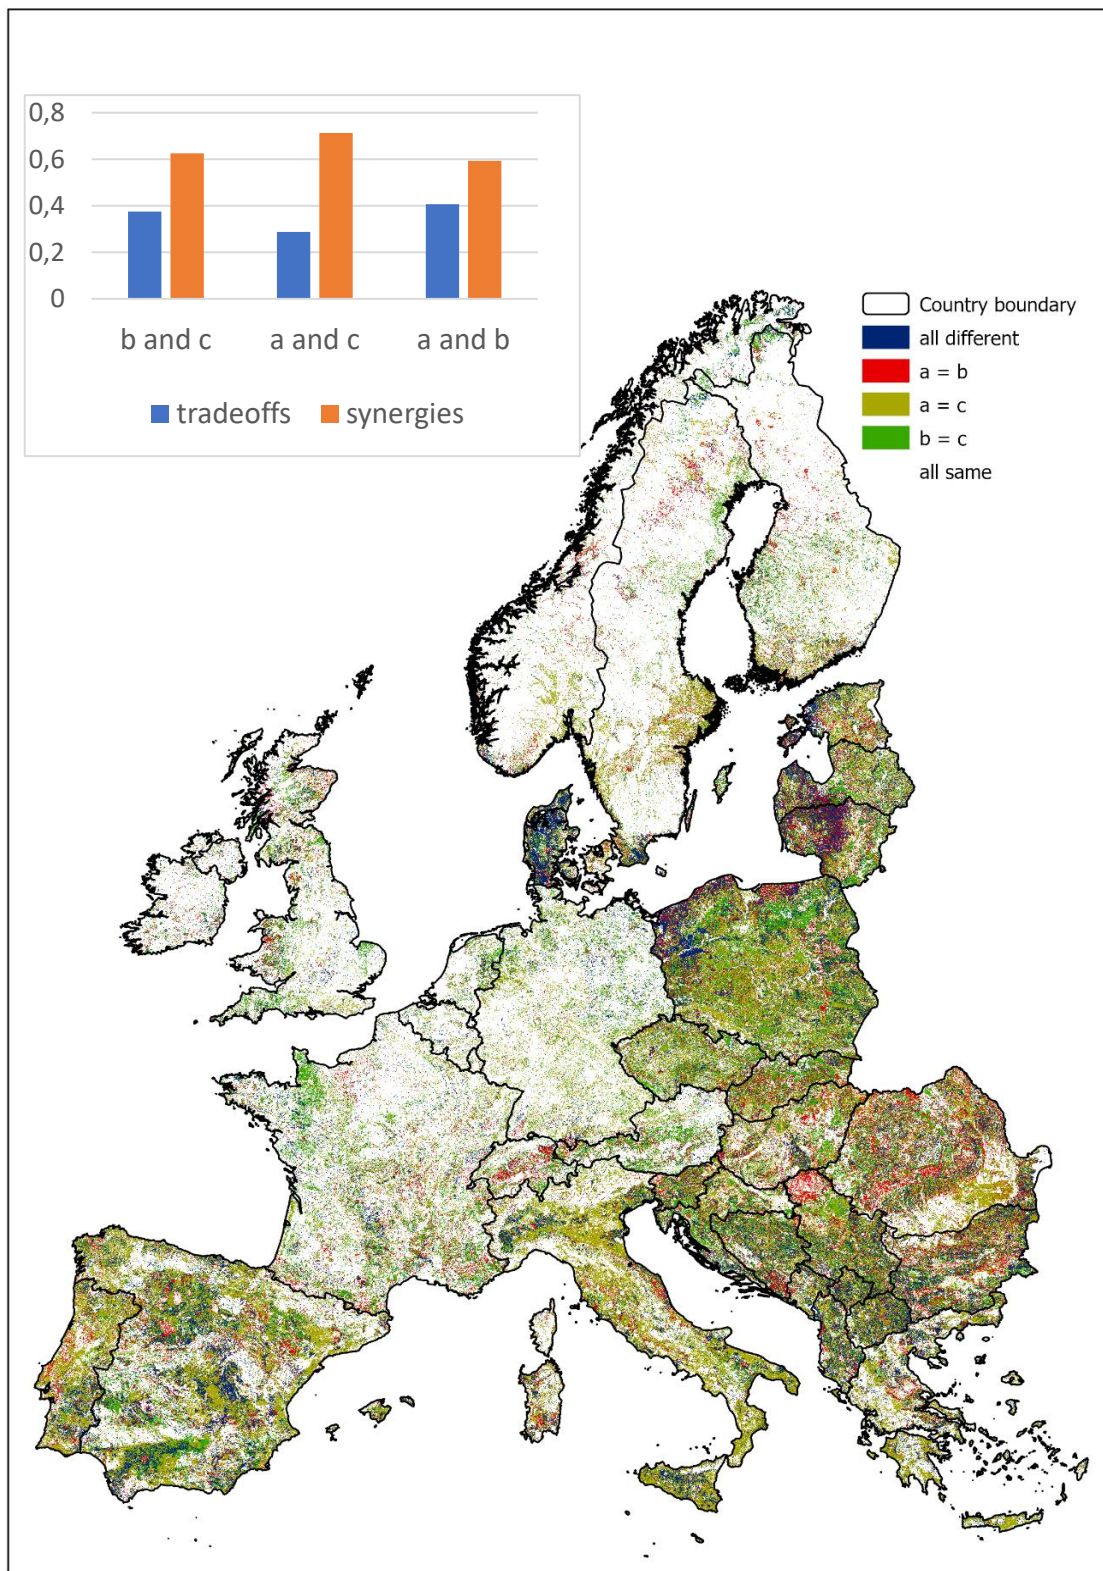 0,8
0,6
0,4
0,2
0
b and c a and c a and b
tradeoffs synergies
Country boundary
all different
a = b
a = c
b = c
all same